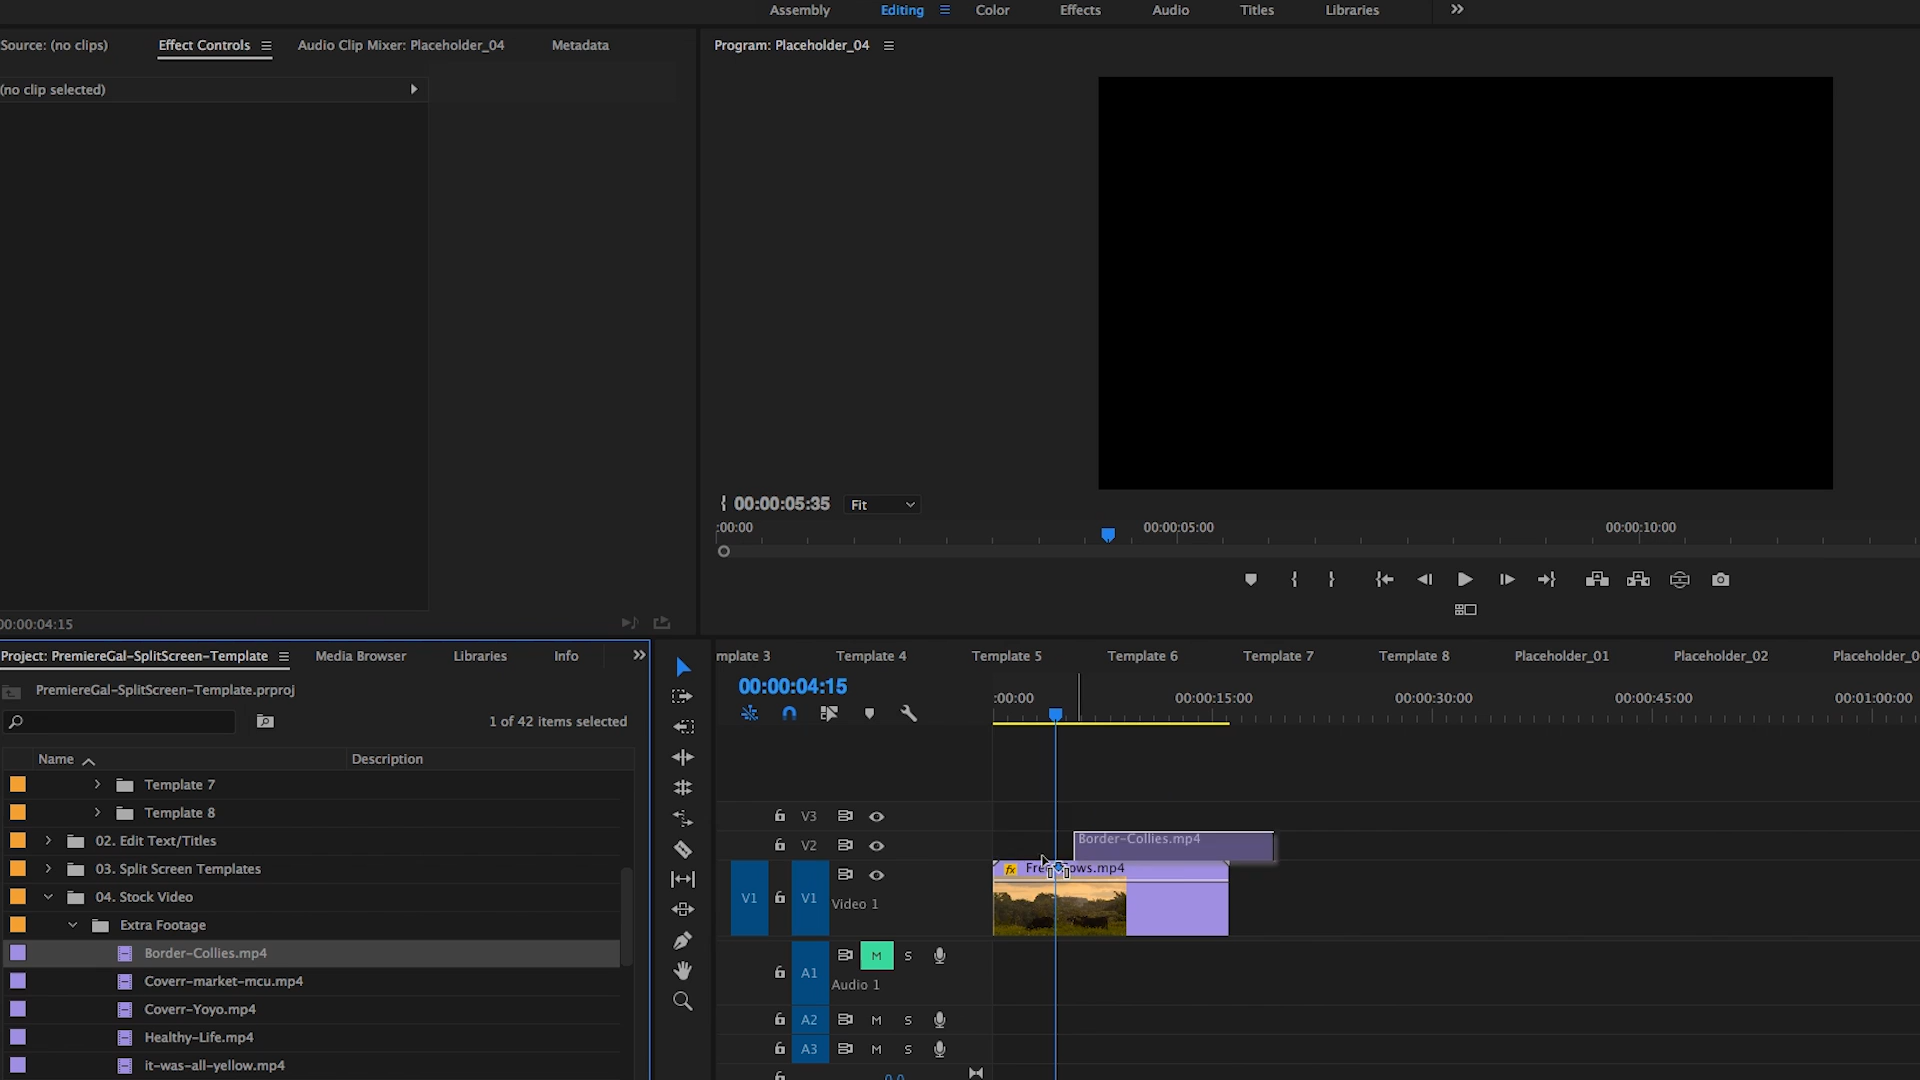 Assembly
Editing
Color
Effects
Audio
Titles
Libraries
Source: (no clips)
Effect Controls
Audio Clip Mixer: Placeholder_04
Metadata
Program: Placeholder_04
(no clip selected)
00:00:05:35
Fit
:00:00
00:00:05:00
00:00:10:00
00:00:04:15
Project: PremiereGal-SplitScreen-Template
Media Browser
Libraries
Info
mplate 3
Template 4
Template 5
Template 6
Template 7
Template 8
Placeholder_01
Placeholder_02
Placeholder_0
PremiereGal-SplitScreen-Template.prproj
00:00:04:15
:00:00
00:00:15:00
00:00:30:00
00:00:45:00
00:01:00:00
1 of 42 items selected
Name
Description
Template 7
Template 8
02. Edit Text/Titles
03. Split Screen Templates
04. Stock Video
Extra Footage
Border-Collies.mp4
Coverr-market-mcu.mp4
Coverr-Yoyo.mp4
Healthy-Life.mp4
it-was-all-yellow.mp4
V3
V2
Border-Collies.mp4
V1
V1
Video 1
fx
A1
M
S
Audio 1
A2
M
S
A3
M
S